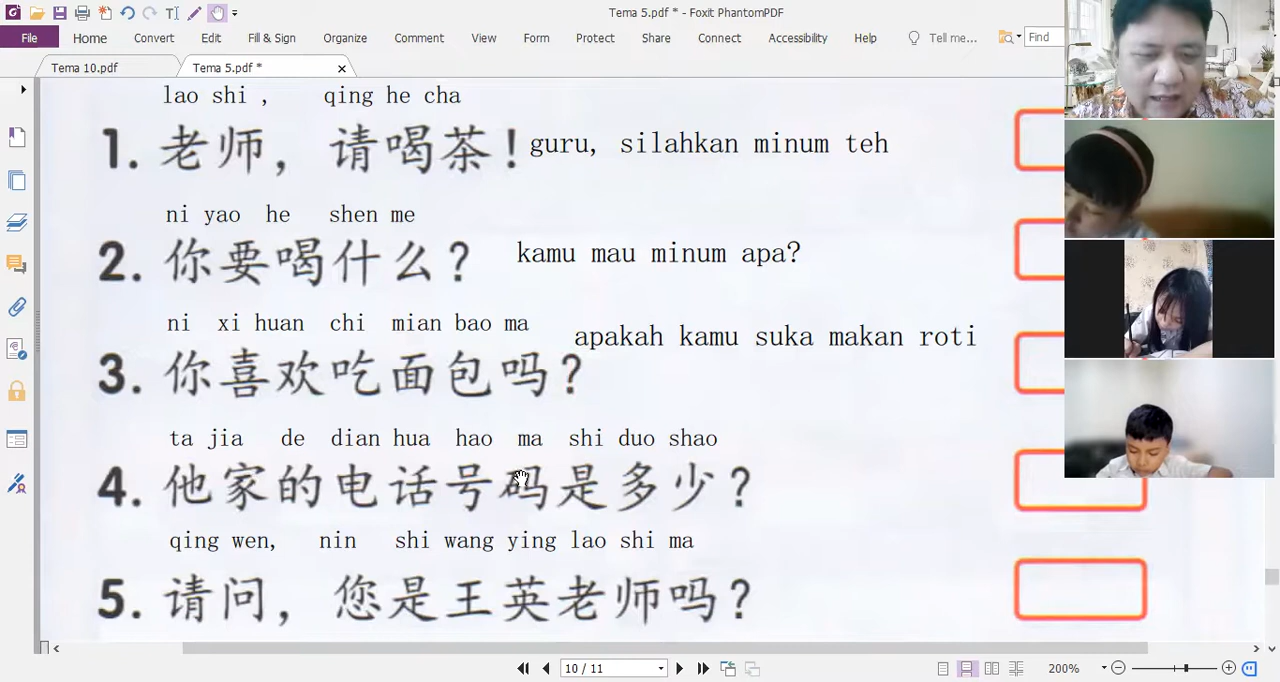 Tema 5.pdf * - Foxit PhantomPDF
File Home Convert Edit Fill & Sign Organize Comment View Form Protect Share Connect Accessibility Help Tell me... Find
Tema 10.pdf Tema 5.pdf *
lao shi , qing he cha
1. 老师，请喝茶！ guru, silahkan minum teh
ni yao he shen me
2. 你要喝什么？ kamu mau minum apa?
ni xi huan chi mian bao ma
apakah kamu suka makan roti
3. 你喜欢吃面包吗？
ta jia de dian hua hao ma shi duo shao
4. 他家的电话号码是多少？
qing wen, nin shi wang ying lao shi ma
5. 请问，您是王英老师吗？
10 / 11 200%